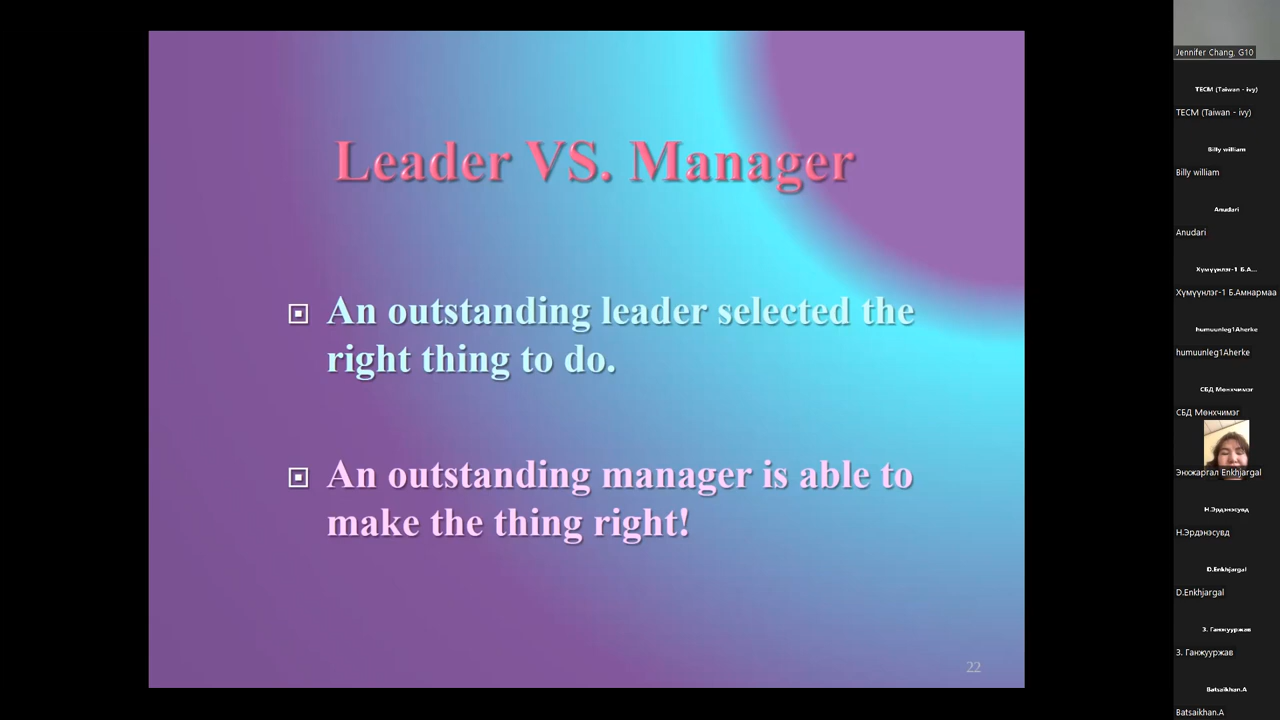 Leader VS. Manager
An outstanding leader selected the
right thing to do.
An outstanding manager is able to
make the thing right!
22
Jennifer Chang, G10
TECM (Taiwan - ivy)
TECM (Taiwan - ivy)
Billy william
Billy william
Anudari
Anudari
Хүмүүнлэг-1 Б.А...
Хүмүүнлэг-1 Б.Амнармаа
humuunleg1Aherke
humuunleg1Aherke
СБД Мөнхчимэг
СБД Мөнхчимэг
Энхжаргал Enkhjargal
Н.Эрдэнэсувд
Н.Эрдэнэсувд
D.Enkhjargal
D.Enkhjargal
З. Ганжууржав
З. Ганжууржав
Batsaikhan.A
Batsaikhan.A